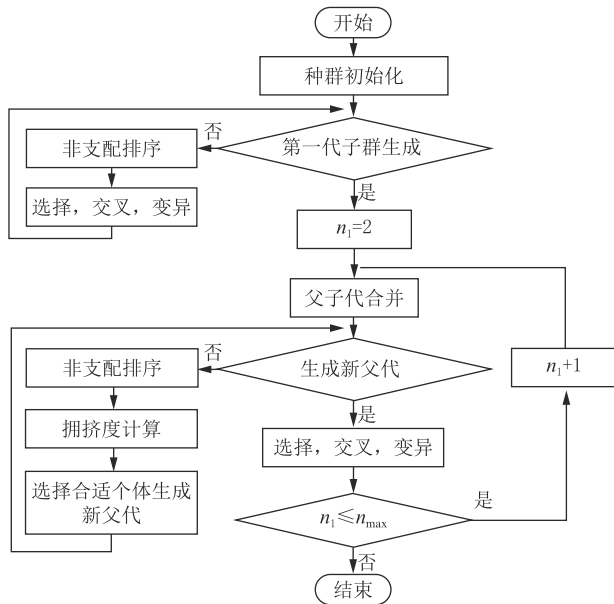 开始
种群初始化
第一代子群生成
否
非支配排序
选择，交叉，变异
是
n₁=2
父子代合并
生成新父代
否
非支配排序
拥挤度计算
选择合适个体生成
新父代
是
选择，交叉，变异
n₁≤nmax
是
n₁+1
否
结束